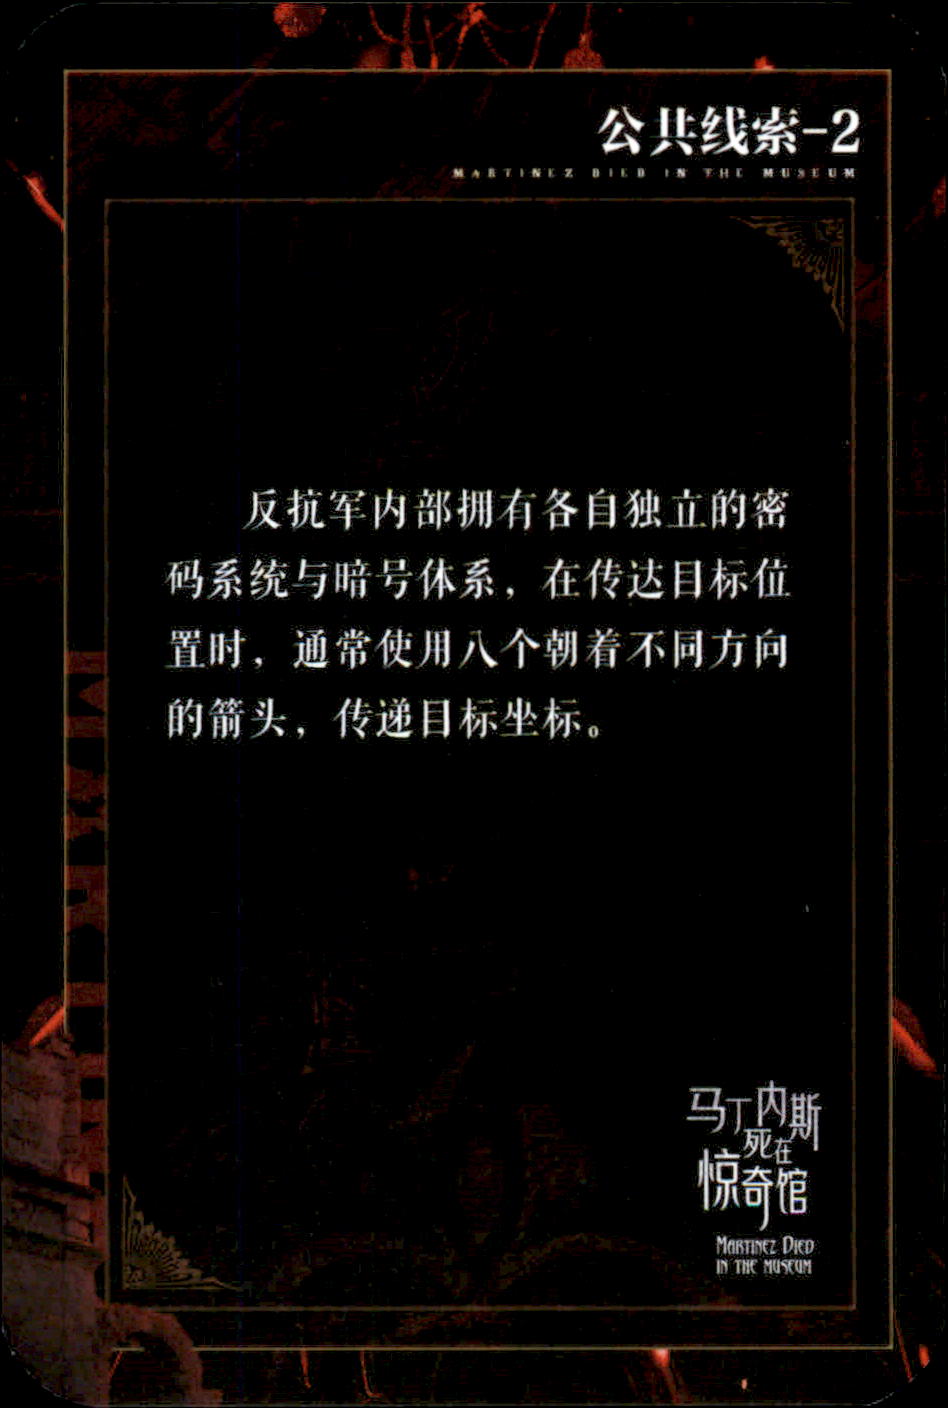 公共线索-2
MARTINEZ DIED IN THE MUSEUM
反抗军内部拥有各自独立的密
码系统与暗号体系，在传达目标位
置时，通常使用八个朝着不同方向
的箭头，传递目标坐标。
马丁内斯
死在
惊奇馆
MARTINEZ DIED
IN THE MUSEUM